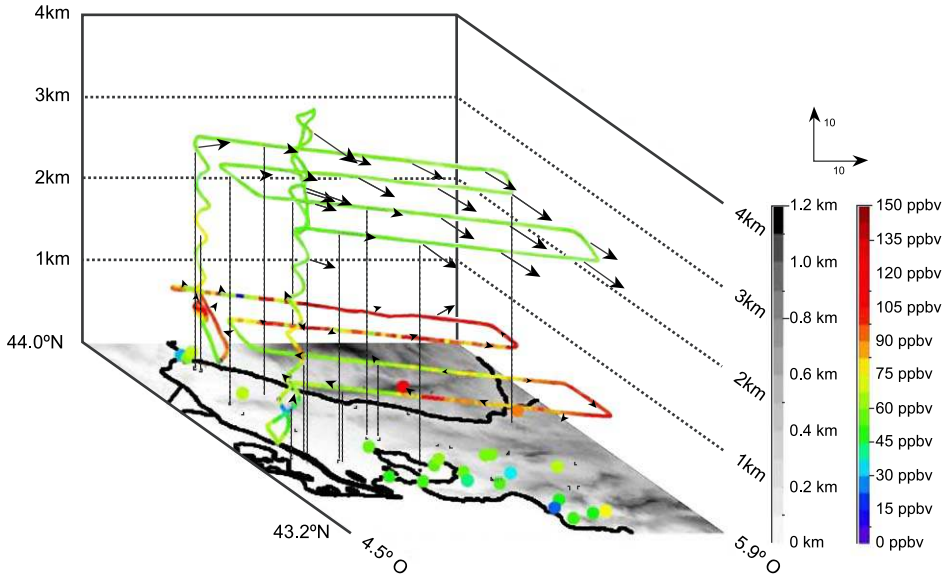 4km
3km
2km
1km
44.0ºN
43.2ºN
4.5º O
5.9º O
4km
3km
2km
1km
10
10
1.2 km
1.0 km
0.8 km
0.6 km
0.4 km
0.2 km
0 km
150 ppbv
135 ppbv
120 ppbv
105 ppbv
90 ppbv
75 ppbv
60 ppbv
45 ppbv
30 ppbv
15 ppbv
0 ppbv